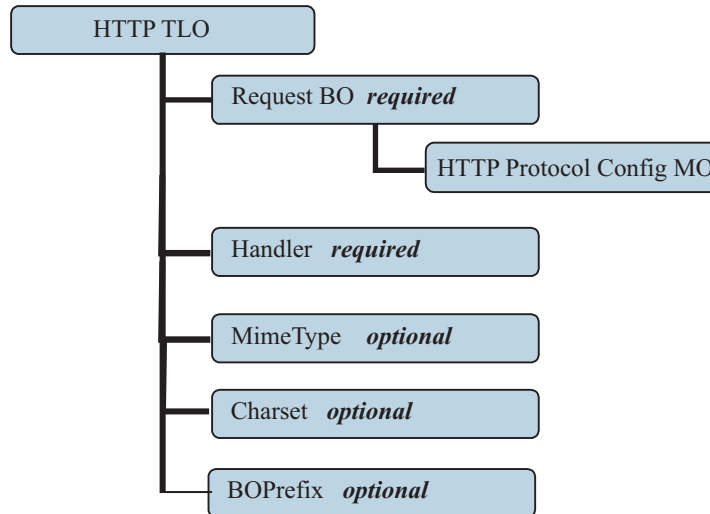 HTTP TLO
Request BO required
HTTP Protocol Config MO
Handler required
MimeType optional
Charset optional
BOPrefix optional